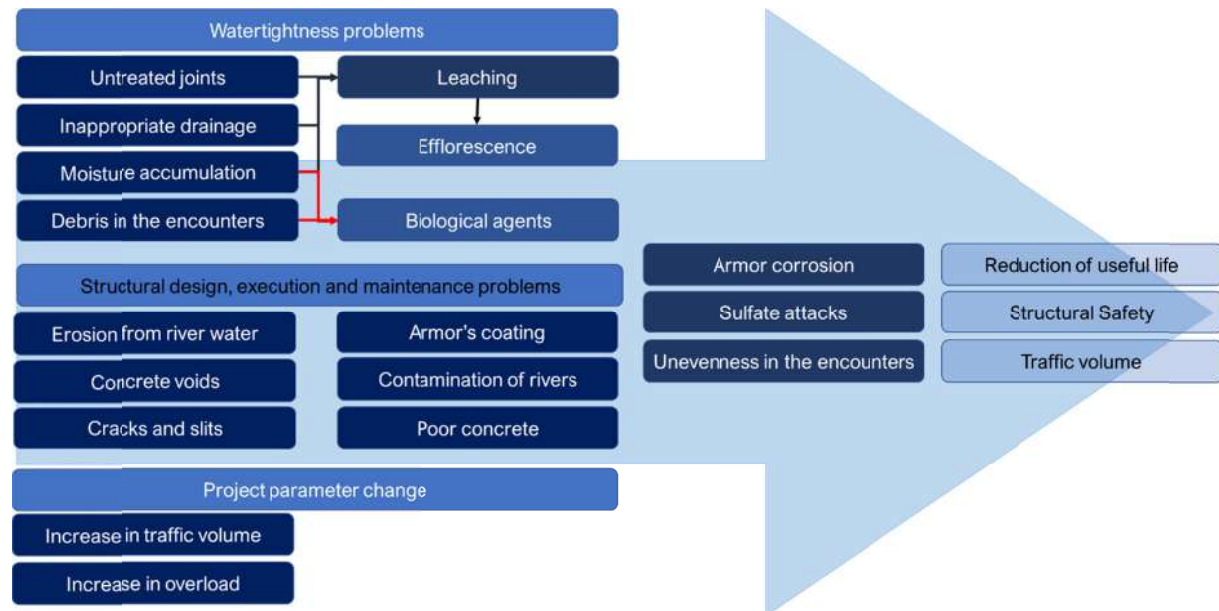 Watertightness problems
Untreated joints
Leaching
Inappropriate drainage
Efflorescence
Moisture accumulation
Debris in the encounters
Biological agents
Structural design, execution and maintenance problems
Erosion from river water
Armor's coating
Concrete voids
Contamination of rivers
Cracks and slits
Poor concrete
Project parameter change
Increase in traffic volume
Increase in overload
Armor corrosion
Sulfate attacks
Unevenness in the encounters
Reduction of useful life
Structural Safety
Traffic volume